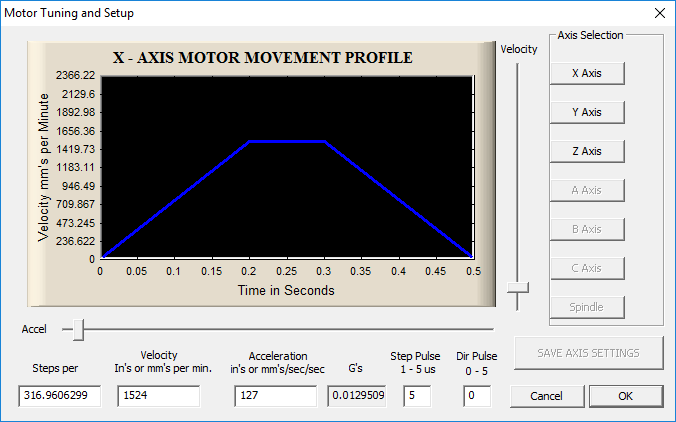 Motor Tuning and Setup
X - AXIS MOTOR MOVEMENT PROFILE
Velocity mm's per Minute
2366.22
2129.6
1892.98
1656.36
1419.73
1183.11
946.49
709.867
473.245
236.622
0
0 0.05 0.1 0.15 0.2 0.25 0.3 0.35 0.4 0.45 0.5
Time in Seconds
Velocity
Axis Selection
X Axis
Y Axis
Z Axis
A Axis
B Axis
C Axis
Spindle
Accel
Steps per
316.9606299
Velocity
In's or mm's per min.
1524
Acceleration
in's or mm's/sec/sec
127
G's
0.0129509
Step Pulse
1 - 5 us
5
Dir Pulse
0 - 5
0
SAVE AXIS SETTINGS
Cancel
OK